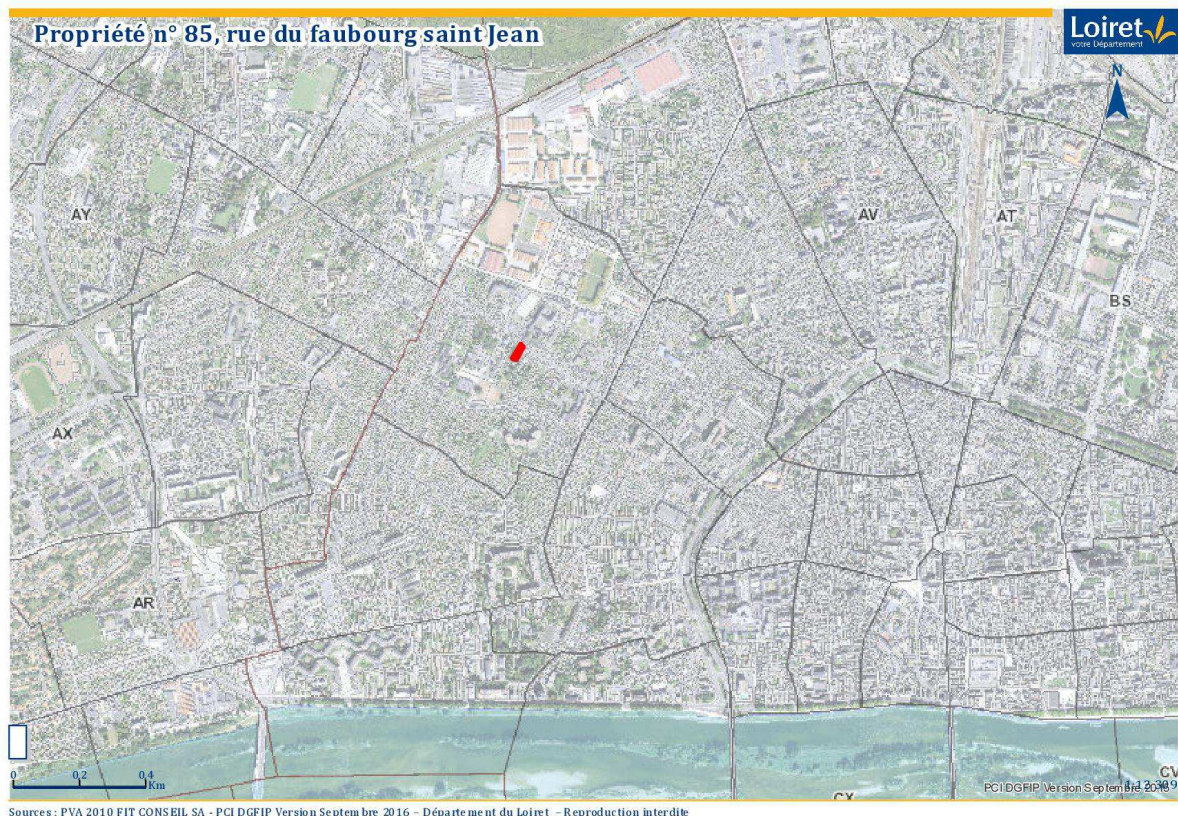 Propriété n° 85, rue du faubourg saint Jean
Loiret
votre Département
N
AY
AV
AT
BS
AX
AR
0 0,2 0,4
Km
CV
CX
PCI DGFIP Version Septembre 2016
Sources : PVA 2010 FIT CONSEIL SA - PCI DGFIP Version Septembre 2016 – Département du Loiret – Reproduction interdite